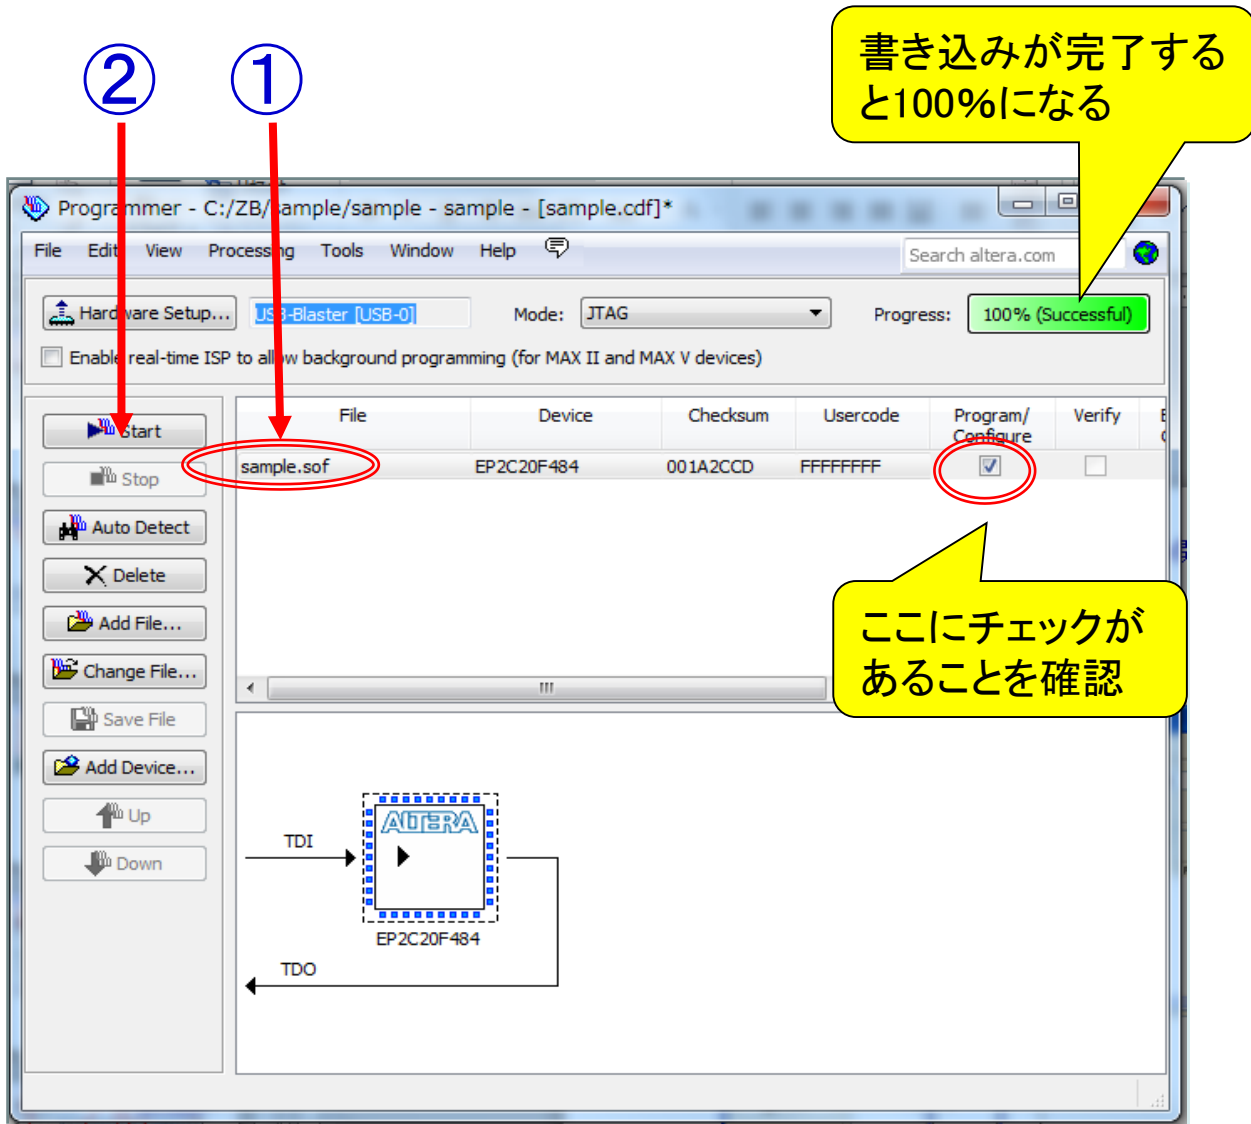 書き込みが完了する
と100%になる
② ①
Programmer - C:/ZB/sample/sample - sample - [sample.cdf]*
File Edit View Processing Tools Window Help
Search altera.com
Hardware Setup... USB-Blaster [USB-0] Mode: JTAG Progress: 100% (Successful)
Enable real-time ISP to allow background programming (for MAX II and MAX V devices)
File Device Checksum Usercode Program/ Verify
Configure
sample.sof EP2C20F484 001A2CCD FFFFFFFF
Start
Stop
Auto Detect
Delete
Add File...
Change File...
Save File
Add Device...
Up
Down
ここにチェックが
あることを確認
ALTERA
TDI
EP2C20F484
TDO